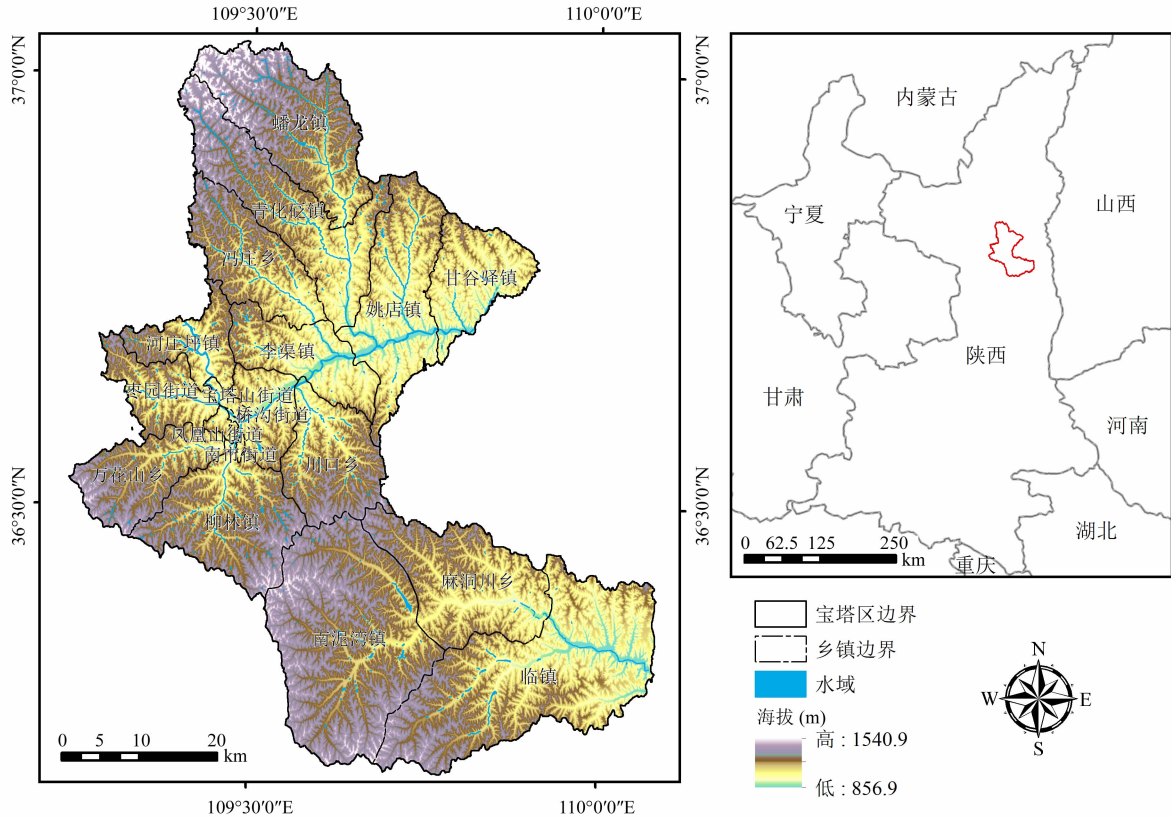 109°30′0″E
110°0′0″E
37°0′0″N
37°0′0″N
36°30′0″N
36°30′0″N
109°30′0″E
110°0′0″E
蟠龙镇
青化砭镇
冯庄乡
甘谷驿镇
姚店镇
河庄坪镇
李渠镇
枣园街道
宝塔山街道
桥沟街道
凤凰山街道
南市街道
万花山乡
川口乡
柳林镇
麻洞川乡
南泥湾镇
临镇
0 5 10 20
km
内蒙古
宁夏
山西
陕西
甘肃
河南
湖北
重庆
0 62.5 125 250
km
宝塔区边界
乡镇边界
水域
海拔 (m)
高 : 1540.9
低 : 856.9
N
W
E
S